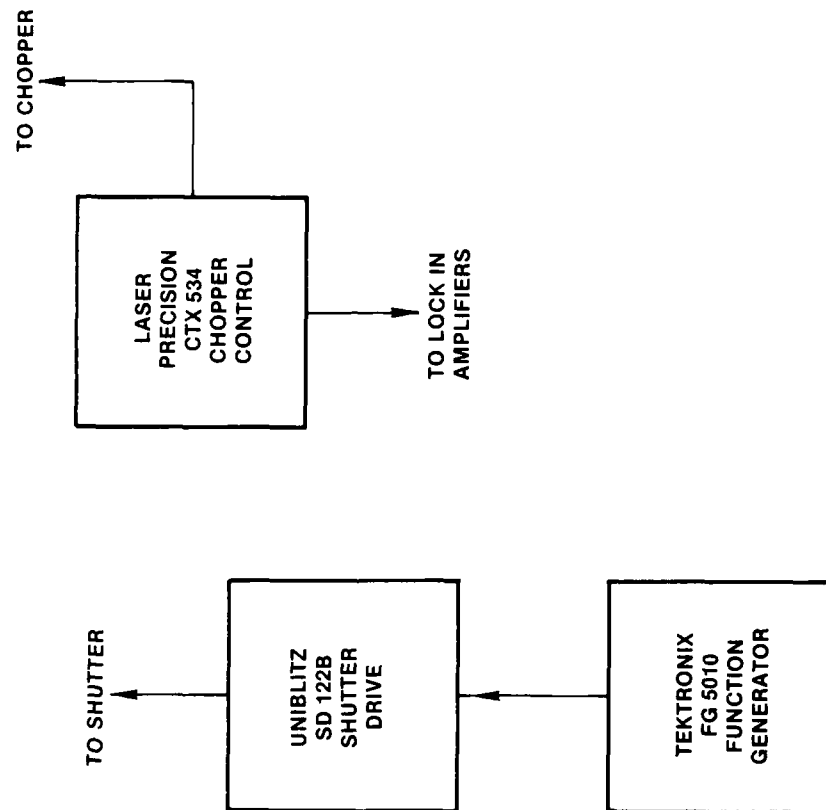 TO CHOPPER
LASER
PRECISION
CTX 534
CHOPPER
CONTROL
TO LOCK IN
AMPLIFIERS
TO SHUTTER
UNIBLITZ
SD 122B
SHUTTER
DRIVE
TEKTRONIX
FG 5010
FUNCTION
GENERATOR